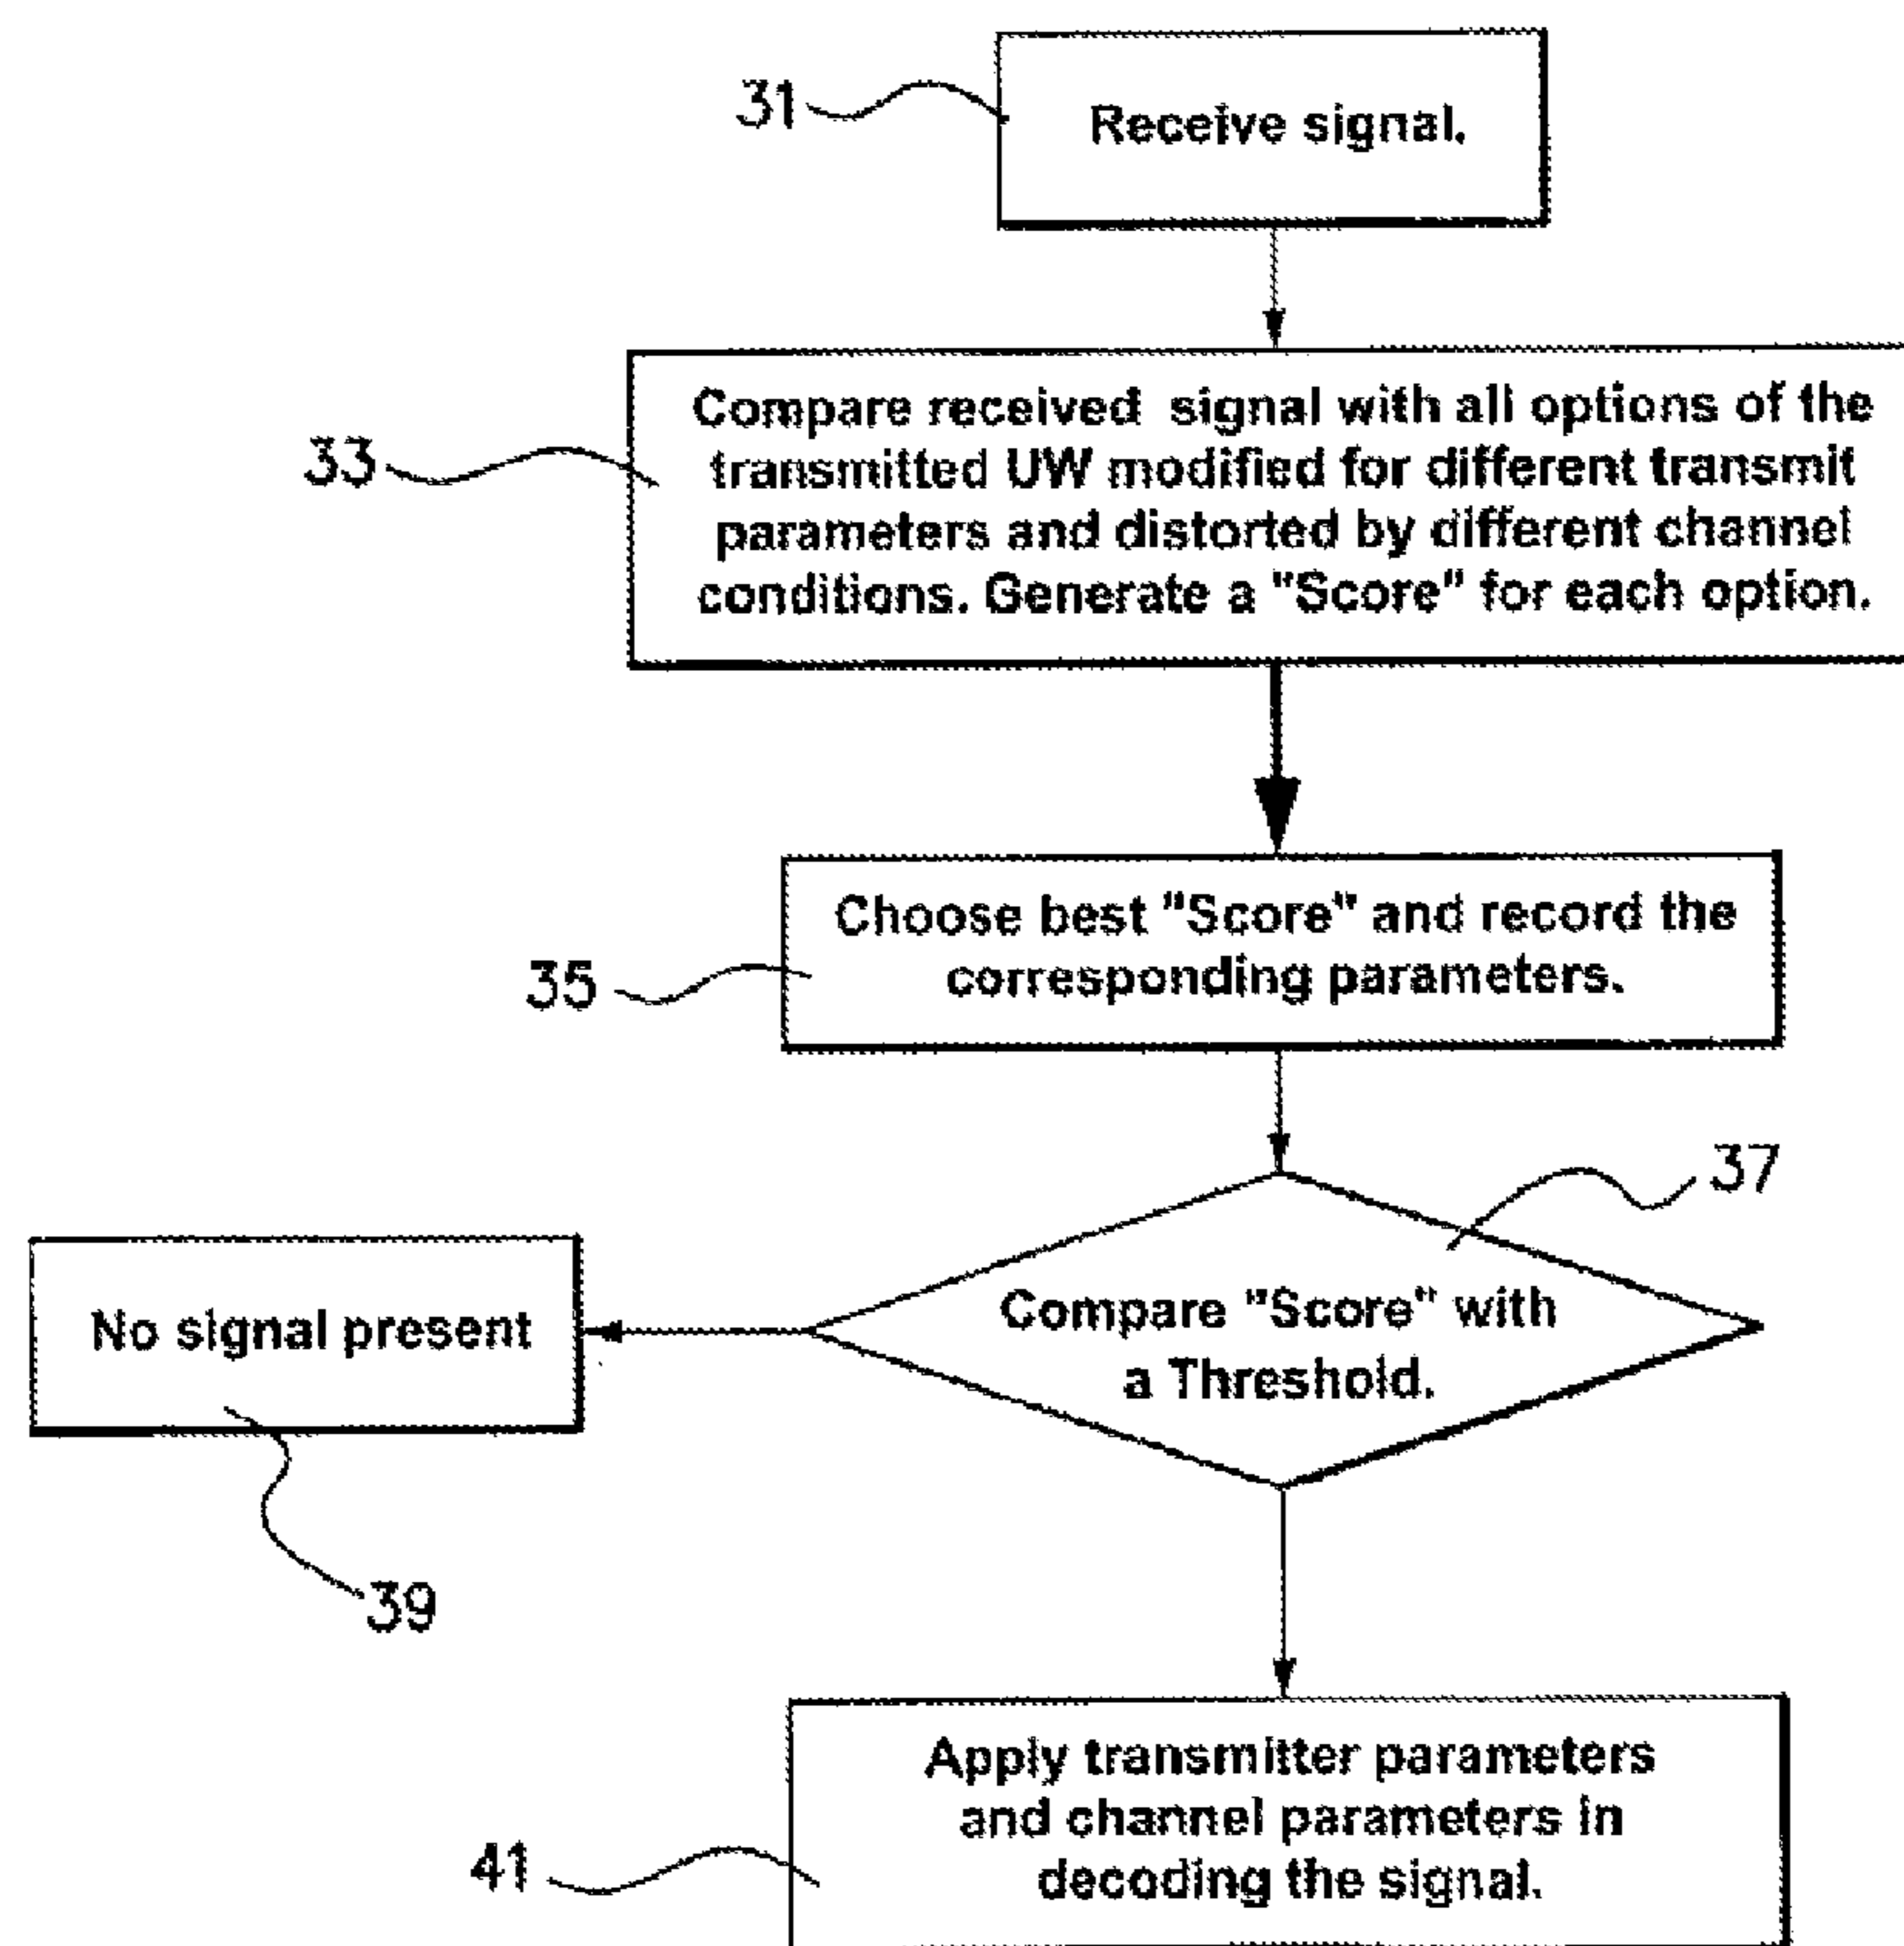 31
Receive signal.
33
Compare received signal with all options of the
transmitted UW modified for different transmit
parameters and distorted by different channel
conditions. Generate a "Score" for each option.
35
Choose best "Score" and record the
corresponding parameters.
37
Compare "Score" with
a Threshold.
No signal present
39
41
Apply transmitter parameters
and channel parameters in
decoding the signal.